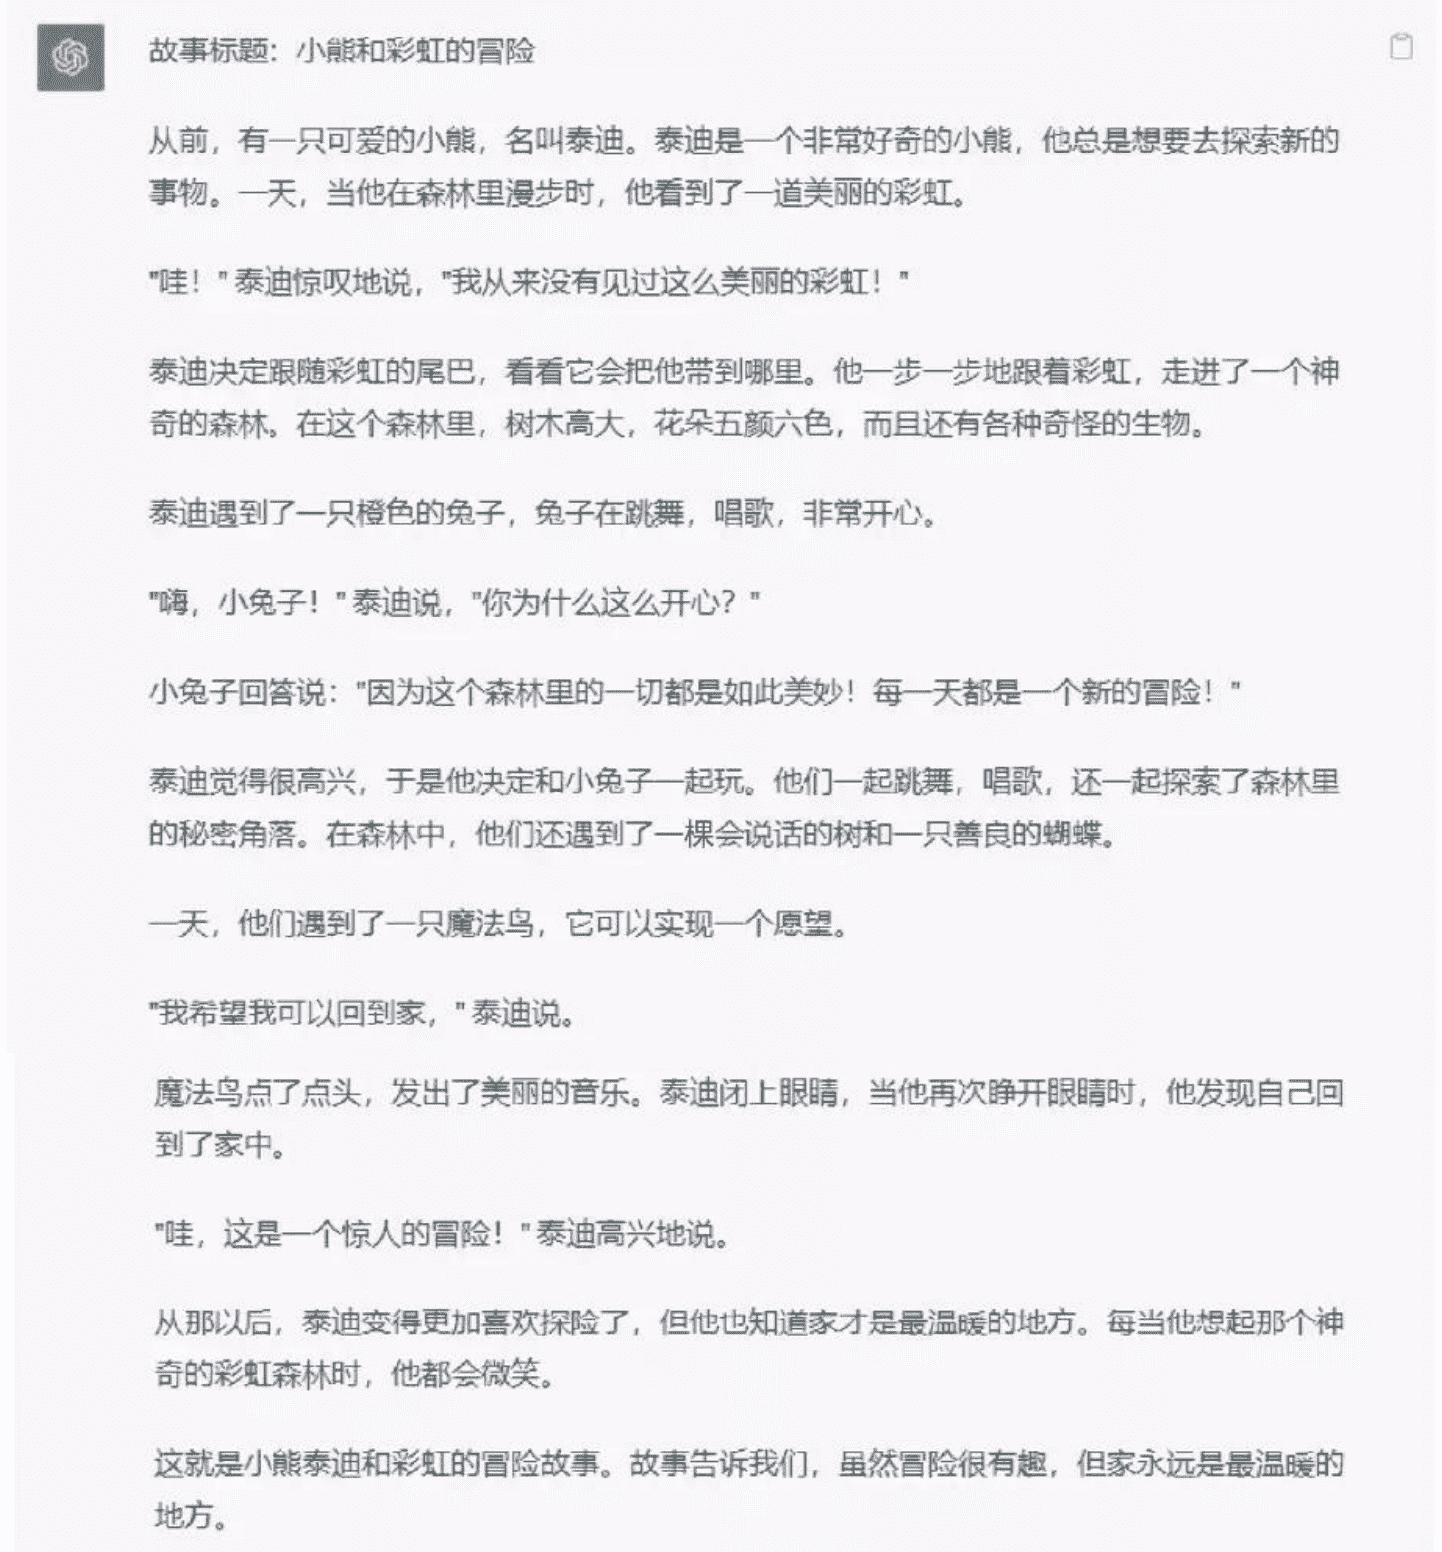 故事标题：小熊和彩虹的冒险
从前，有一只可爱的小熊，名叫泰迪。泰迪是一个非常好奇的小熊，他总是想要去探索新的
事物。一天，当他在森林里漫步时，他看到了一道美丽的彩虹。
"哇！" 泰迪惊叹地说，"我从来没有见过这么美丽的彩虹！"
泰迪决定跟随彩虹的尾巴，看看它会把他带到哪里。他一步一步地跟着彩虹，走进了一个神
奇的森林。在这个森林里，树木高大，花朵五颜六色，而且还有各种奇怪的生物。
泰迪遇到了一只橙色的兔子，兔子在跳舞，唱歌，非常开心。
"嗨，小兔子！" 泰迪说，"你为什么这么开心？"
小兔子回答说："因为这个森林里的一切都是如此美妙！每一天都是一个新的冒险！"
泰迪觉得很高兴，于是他决定和小兔子一起玩。他们一起跳舞，唱歌，还一起探索了森林里
的秘密角落。在森林中，他们还遇到了一棵会说话的树和一只善良的蝴蝶。
一天，他们遇到了一只魔法鸟，它可以实现一个愿望。
"我希望我可以回到家，" 泰迪说。
魔法鸟点了点头，发出了美丽的音乐。泰迪闭上眼睛，当他再次睁开眼睛时，他发现自己回
到了家中。
"哇，这是一个惊人的冒险！" 泰迪高兴地说。
从那以后，泰迪变得更加喜欢探险了，但他也知道家才是最温暖的地方。每当他想起那个神
奇的彩虹森林时，他都会微笑。
这就是小熊泰迪和彩虹的冒险故事。故事告诉我们，虽然冒险很有趣，但家永远是最温暖的
地方。